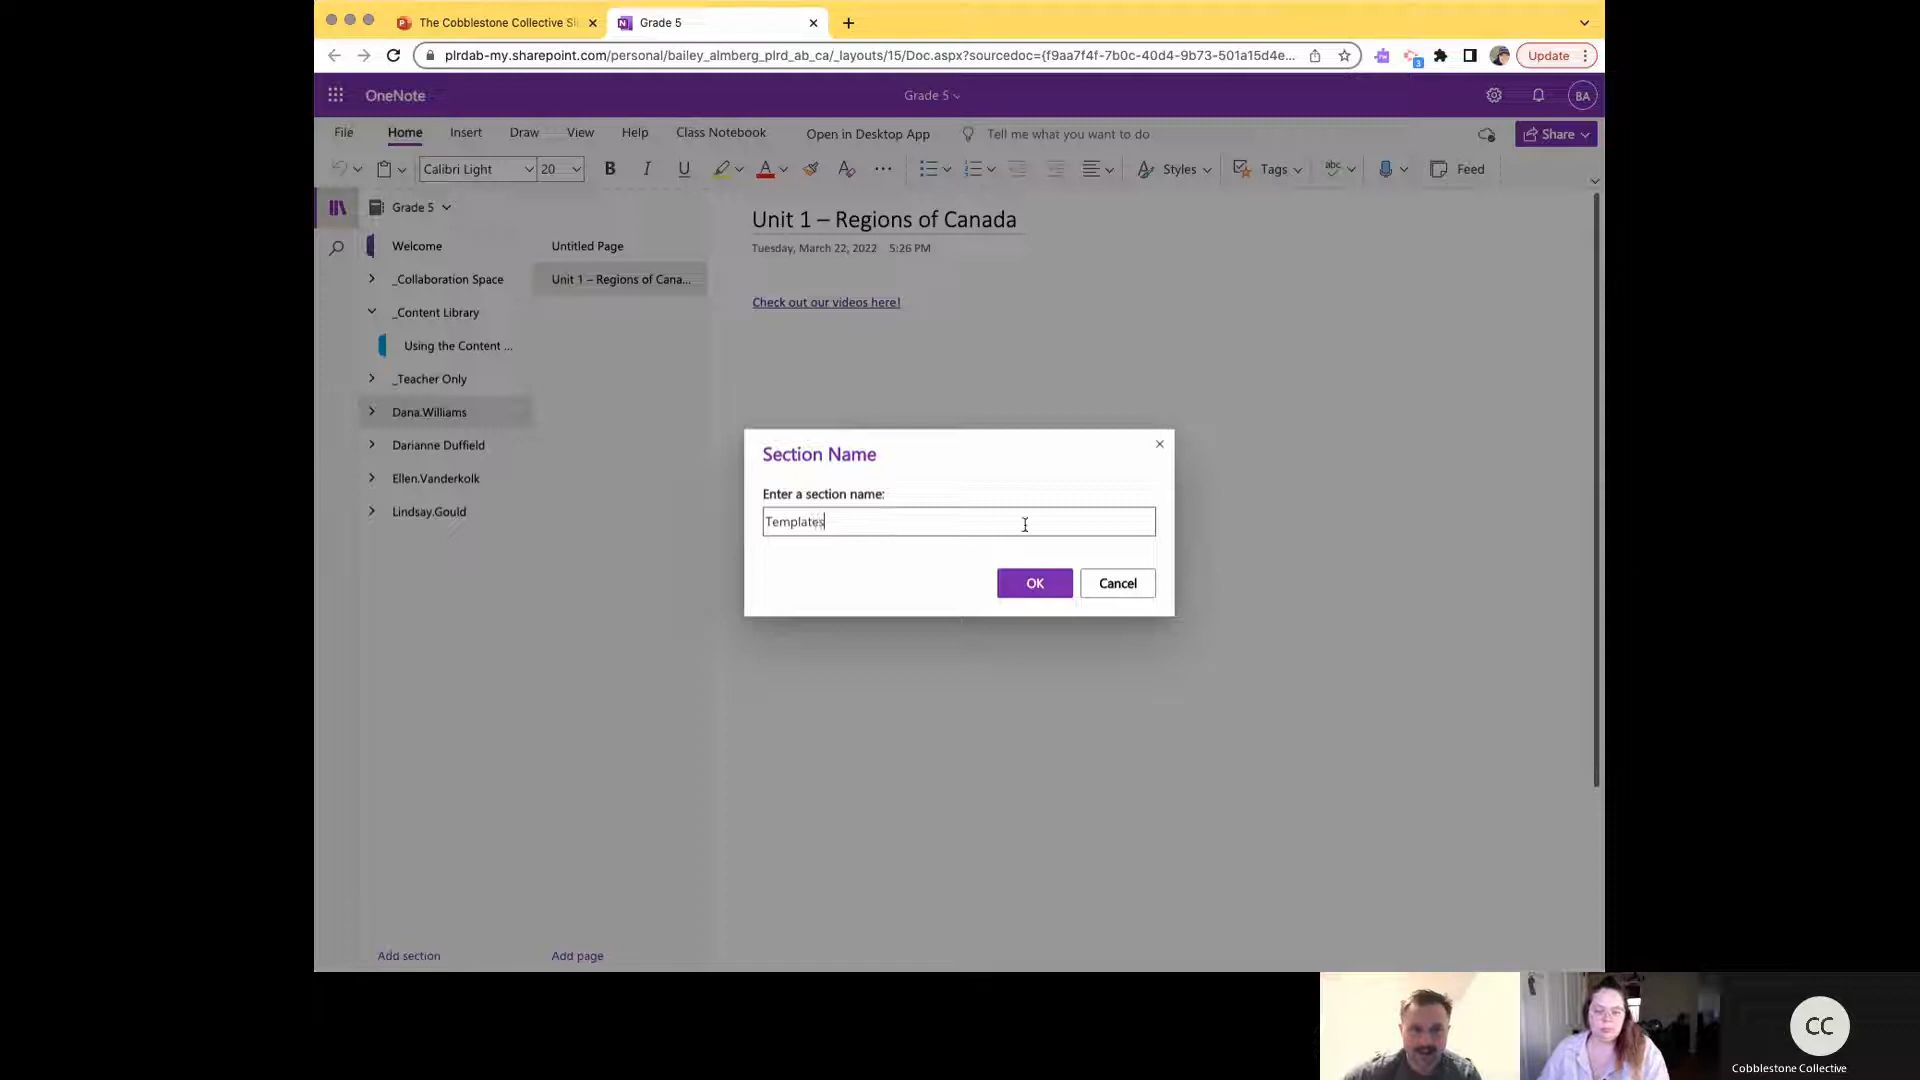 The Cobblestone Collective Sl
Grade 5
plrdab-my.sharepoint.com/personal/bailey_almberg_plrd_ab_ca/_layouts/15/Doc.aspx?sourcedoc={f9aa7f4f-7b0c-40d4-9b73-501a15d4e...
3
Update
OneNote
Grade 5
BA
File
Home
Insert
Draw
View
Help
Class Notebook
Open in Desktop App
Tell me what you want to do
Share
Calibri Light
20
B
I
U
A
A
...
Styles
Tags
abc
Feed
Grade 5
Welcome
_Collaboration Space
_Content Library
Using the Content ...
_Teacher Only
Dana.Williams
Darianne Duffield
Ellen.Vanderkolk
Lindsay.Gould
Add section
Untitled Page
Unit 1 – Regions of Cana...
Add page
Unit 1 – Regions of Canada
Tuesday, March 22, 2022 5:26 PM
Check out our videos here!
Section Name
Enter a section name:
Templates
OK
Cancel
CC
Cobblestone Collective